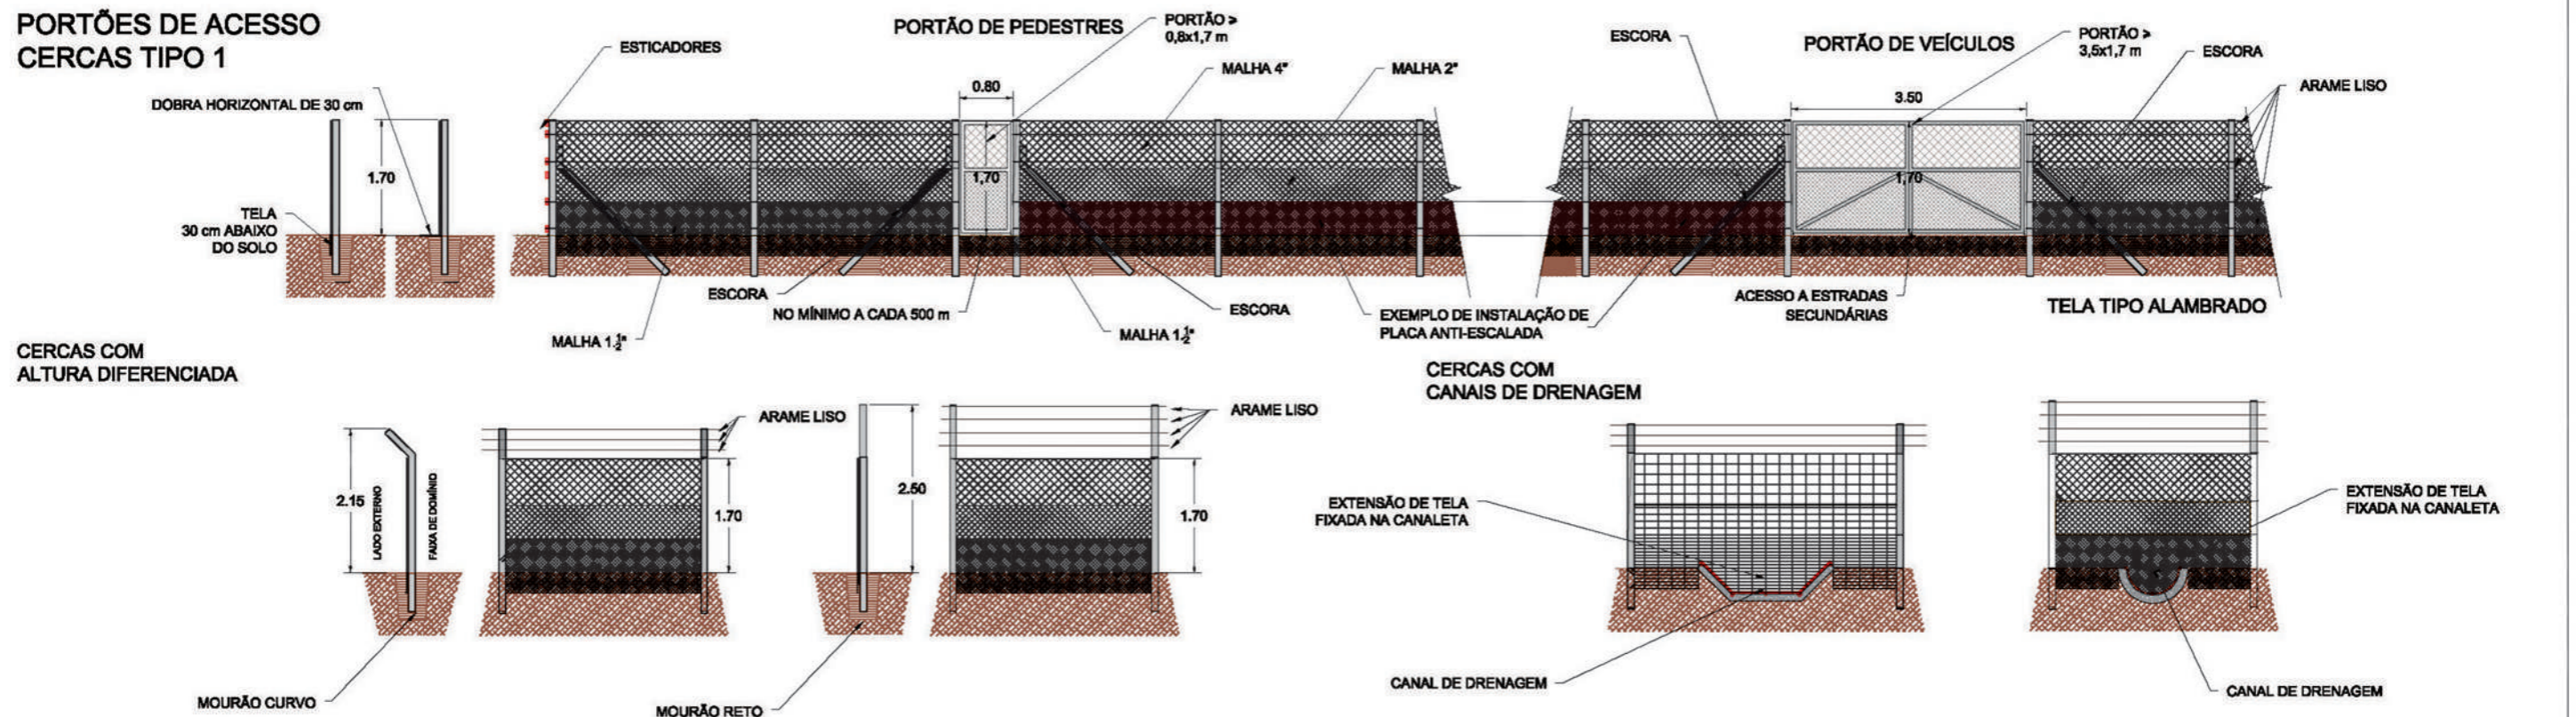 PORTÕES DE ACESSO
CERCAS TIPO 1
DOBRA HORIZONTAL DE 30 cm
1.70
TELA
30 cm ABAIXO
DO SOLO
ESTICADORES
PORTÃO DE PEDESTRES
PORTÃO >
0,8x1,7 m
0.80
MALHA 4"
MALHA 2"
1,70
ESCORA
PORTÃO DE VEÍCULOS
PORTÃO >
3,5x1,7 m
ESCORA
ARAME LISO
3.50
1,70
ESCORA
NO MÍNIMO A CADA 500 m
MALHA 1.½"
ESCORA
MALHA 1½"
EXEMPLO DE INSTALAÇÃO DE
PLACA ANTI-ESCALADA
ACESSO A ESTRADAS
SECUNDÁRIAS
TELA TIPO ALAMBRADO
CERCAS COM
ALTURA DIFERENCIADA
2.15
LADO EXTERNO
FAIXA DE DOMÍNIO
ARAME LISO
1.70
MOURÃO CURVO
2.50
ARAME LISO
1.70
MOURÃO RETO
CERCAS COM
CANAIS DE DRENAGEM
EXTENSÃO DE TELA
FIXADA NA CANALETA
CANAL DE DRENAGEM
EXTENSÃO DE TELA
FIXADA NA CANALETA
CANAL DE DRENAGEM